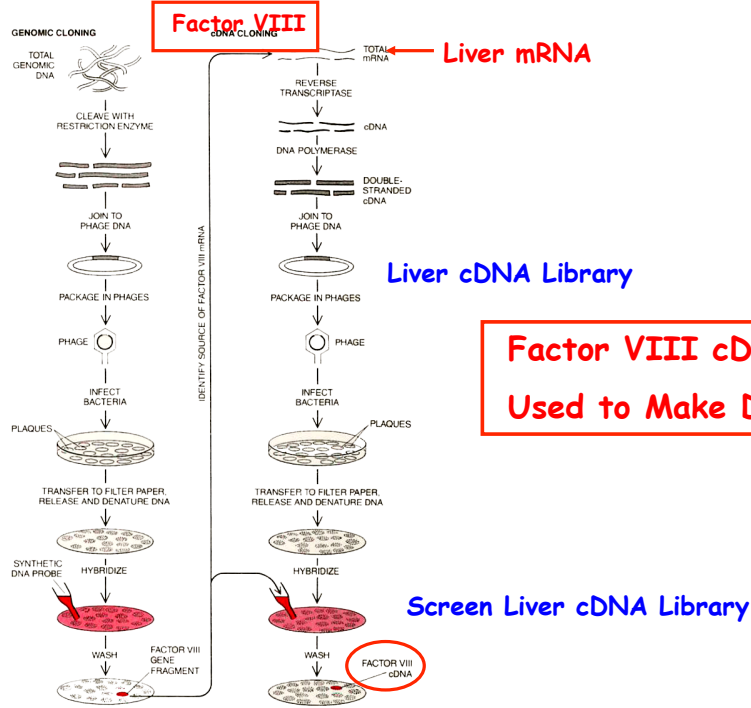 GENOMIC CLONING
TOTAL
GENOMIC
DNA
CLEAVE WITH
RESTRICTION ENZYME
JOIN TO
PHAGE DNA
PACKAGE IN PHAGES
PHAGE
INFECT
BACTERIA
PLAQUES
TRANSFER TO FILTER PAPER,
RELEASE AND DENATURE DNA
SYNTHETIC
DNA PROBE
HYBRIDIZE
WASH
FACTOR VIII
GENE
FRAGMENT
IDENTIFY SOURCE OF FACTOR VIII mRNA
Factor VIII
cDNA CLONING
TOTAL
mRNA
Liver mRNA
REVERSE
TRANSCRIPTASE
cDNA
DNA POLYMERASE
DOUBLE-
STRANDED
cDNA
JOIN TO
PHAGE DNA
Liver cDNA Library
PACKAGE IN PHAGES
PHAGE
Factor VIII
Used to Make
INFECT
BACTERIA
PLAQUES
TRANSFER TO FILTER PAPER,
RELEASE AND DENATURE DNA
HYBRIDIZE
Screen Liver cDNA Library
WASH
FACTOR VIII
cDNA